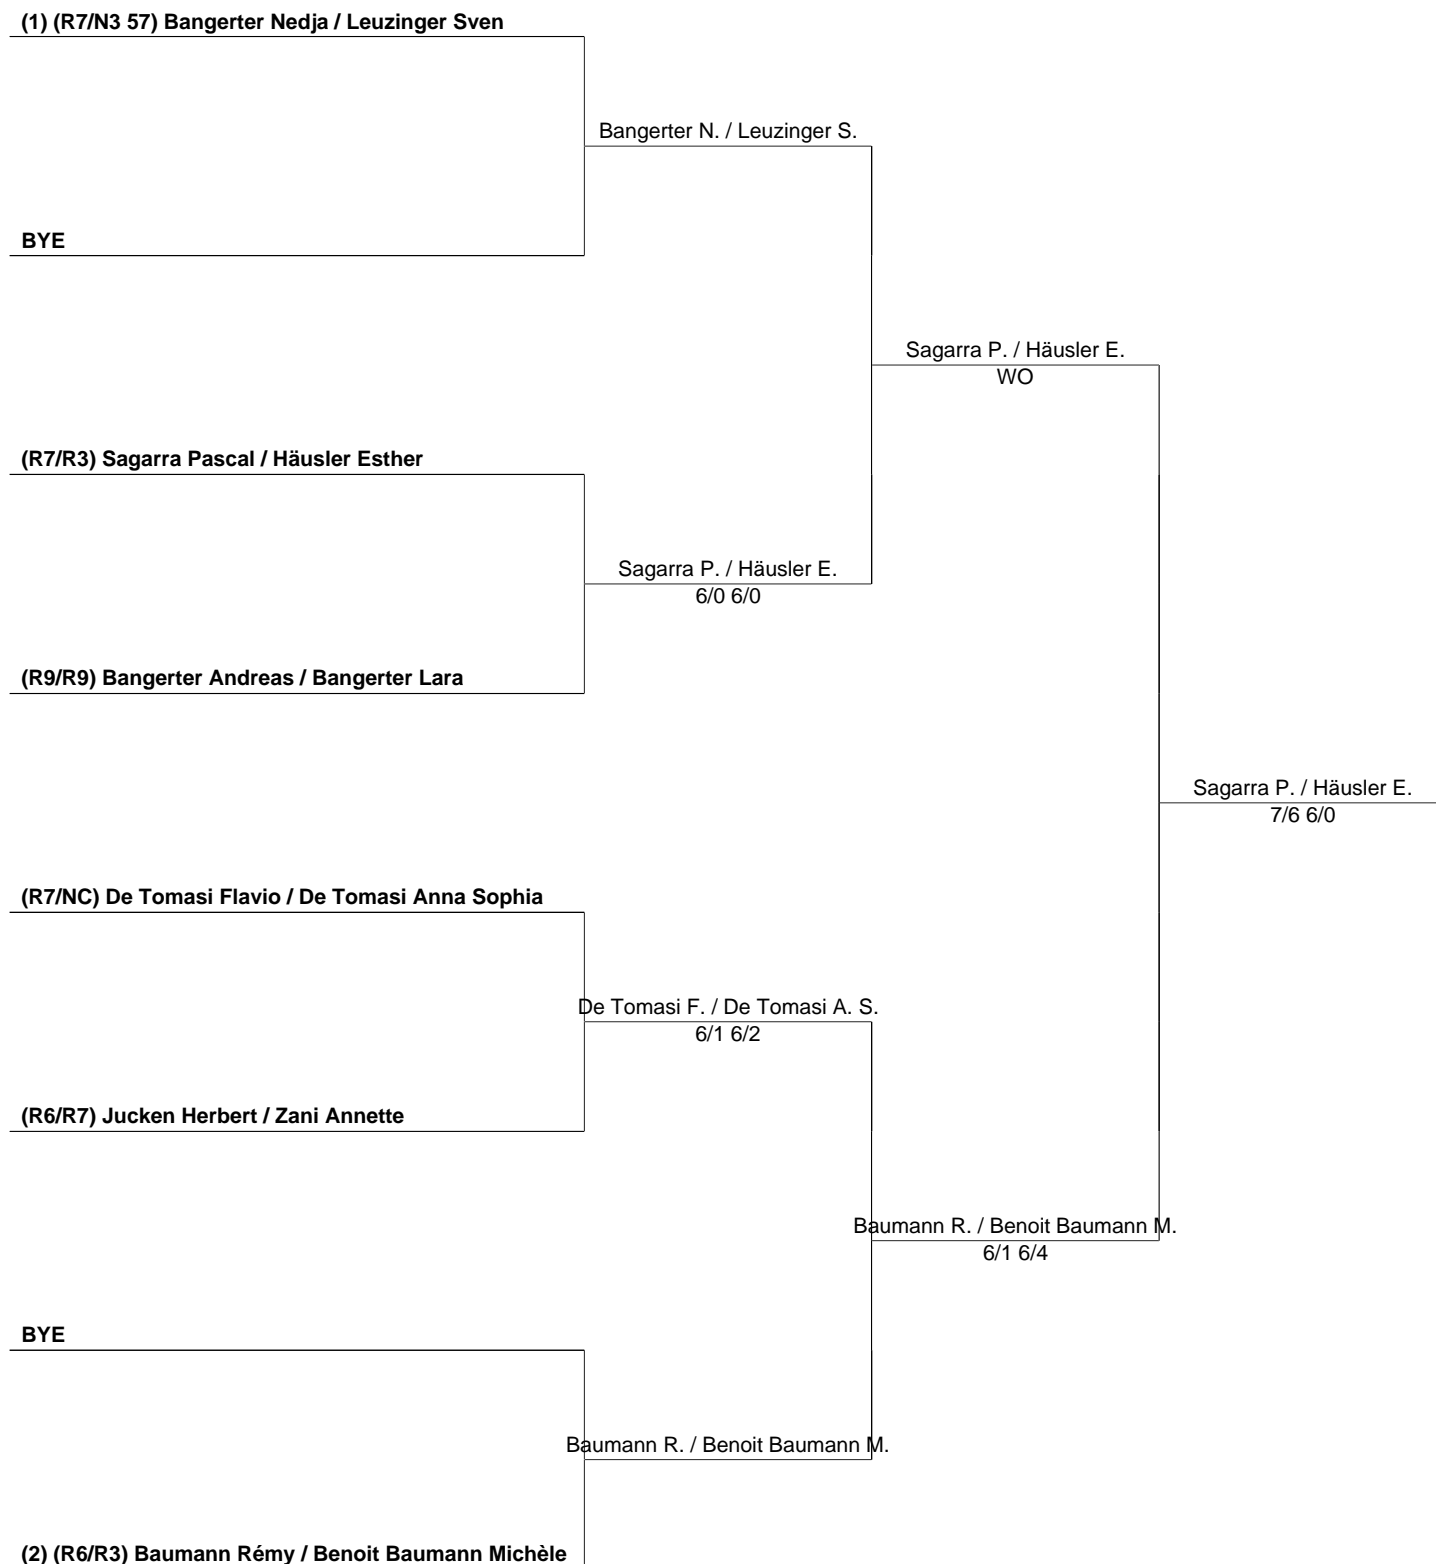 (1) (R7/N3 57) Bangerter Nedja / Leuzinger Sven
Bangerter N. / Leuzinger S.
BYE
Sagarra P. / Häusler E.
WO
(R7/R3) Sagarra Pascal / Häusler Esther
Sagarra P. / Häusler E.
6/0 6/0
(R9/R9) Bangerter Andreas / Bangerter Lara
Sagarra P. / Häusler E.
7/6 6/0
(R7/NC) De Tomasi Flavio / De Tomasi Anna Sophia
De Tomasi F. / De Tomasi A. S.
6/1 6/2
(R6/R7) Jucken Herbert / Zani Annette
Baumann R. / Benoit Baumann M.
6/1 6/4
BYE
Baumann R. / Benoit Baumann M.
(2) (R6/R3) Baumann Rémy / Benoit Baumann Michèle